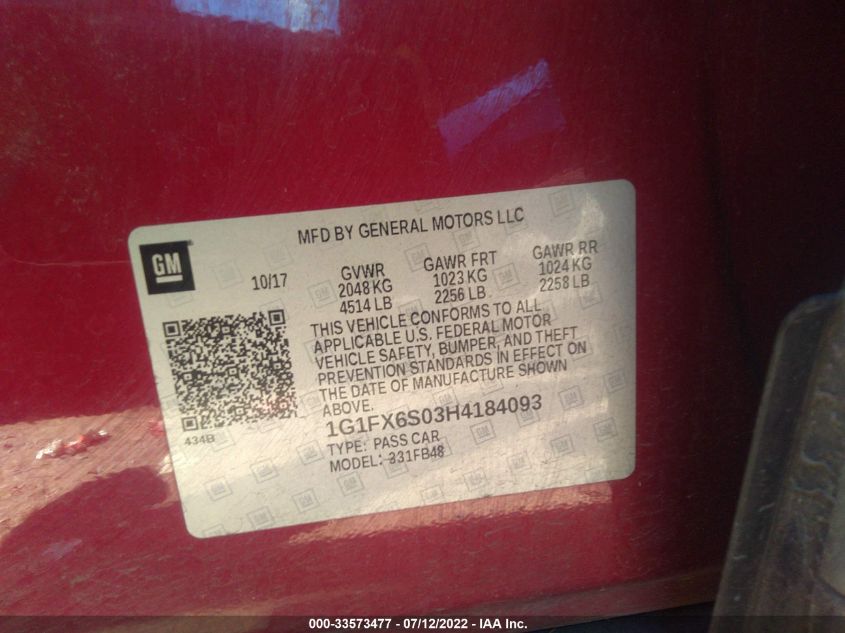 MFD BY GENERAL MOTORS LLC
GM
10/17
GVWR
2048 KG
4514 LB
GAWR FRT
1023 KG
2256 LB
GAWR RR
1024 KG
2258 LB
THIS VEHICLE CONFORMS TO ALL
APPLICABLE U.S. FEDERAL MOTOR
VEHICLE SAFETY, BUMPER, AND THEFT
PREVENTION STANDARDS IN EFFECT ON
THE DATE OF MANUFACTURE SHOWN
ABOVE.
434B
1G1FX6S03H4184093
TYPE: PASS CAR
MODEL: 331FB48
000-33573477 - 07/12/2022 - IAA Inc.